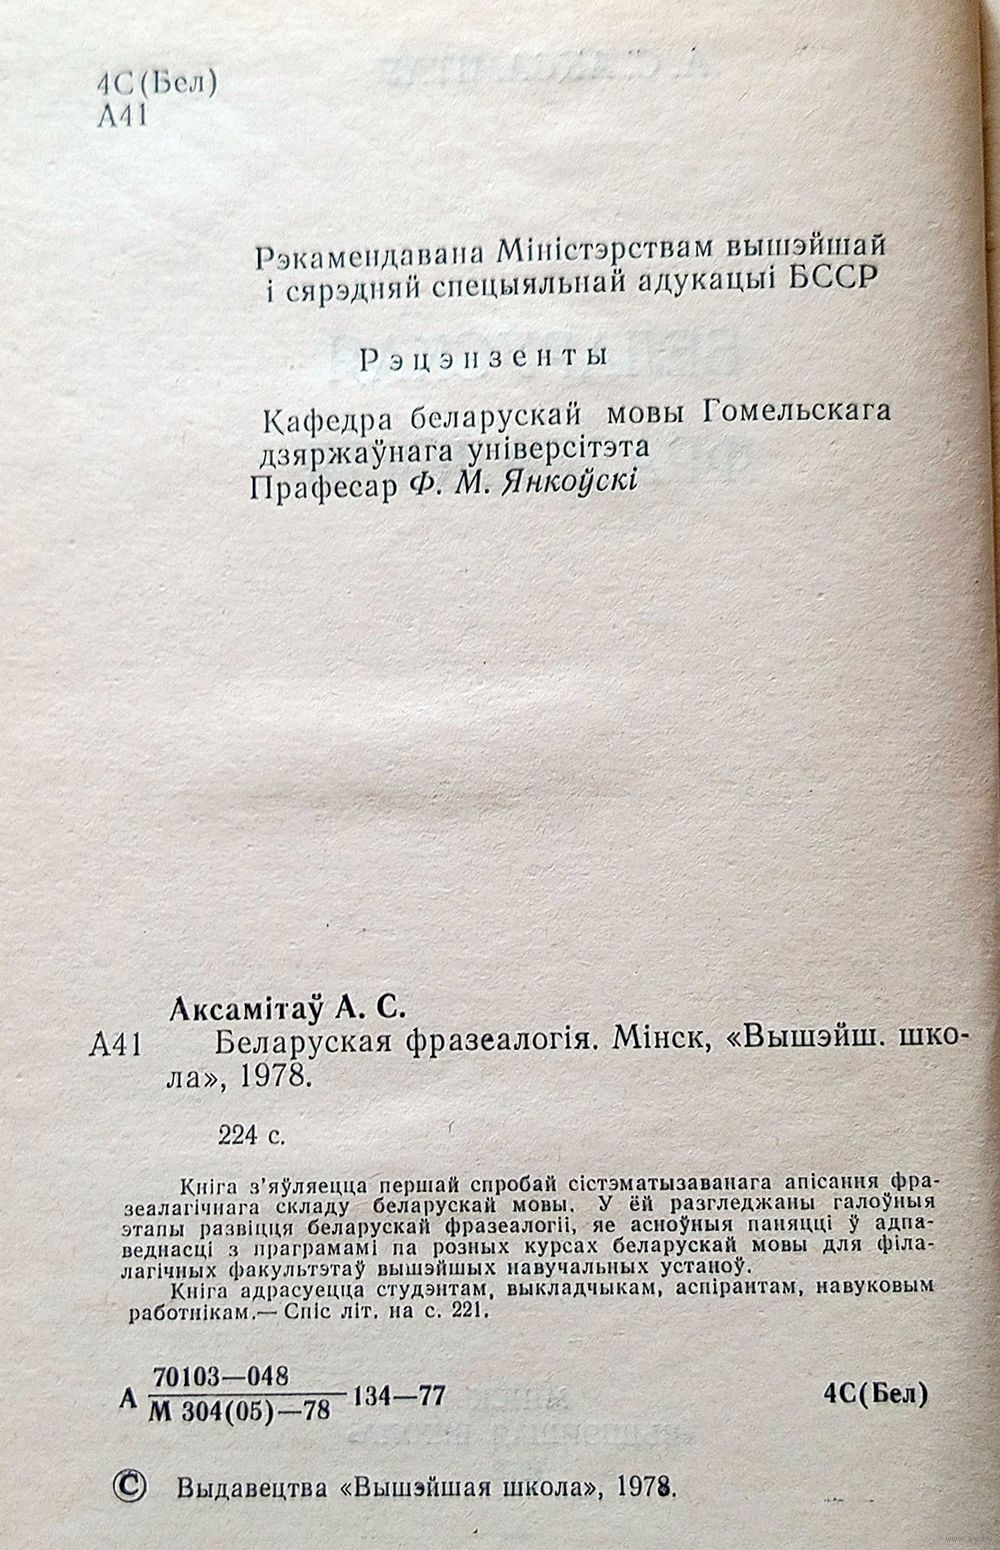 4С(Бел)
А41
Рэкамендавана Міністэрствам вышэйшай
і сярэдняй спецыяльнай адукацыі БССР
Рэцэнзенты
Кафедра беларускай мовы Гомельскага
дзяржаўнага універсітэта
Прафесар Ф. М. Янкоўскі
Аксамітаў А. С.
А41 Беларуская фразеалогія. Мінск, «Вышэйш. шко-
ла», 1978.
224 с.
Кніга з’яўляецца першай спробай сістэматызаванага апісання фра-
зеалагічнага складу беларускай мовы. У ёй разгледжаны галоўныя
этапы развіцця беларускай фразеалогіі, яе асноўныя паняцці ў адпа-
веднасці з праграмамі па розных курсах беларускай мовы для філа-
лагічных факультэтаў вышэйшых навучальных устаноў.
Кніга адрасуецца студэнтам, выкладчыкам, аспірантам, навуковым
работнікам.— Спіс літ. на с. 221.
70103—048
А М 304(05)—78 134—77 4С(Бел)
© Выдавецтва «Вышэйшая школа», 1978.
www.ay.by